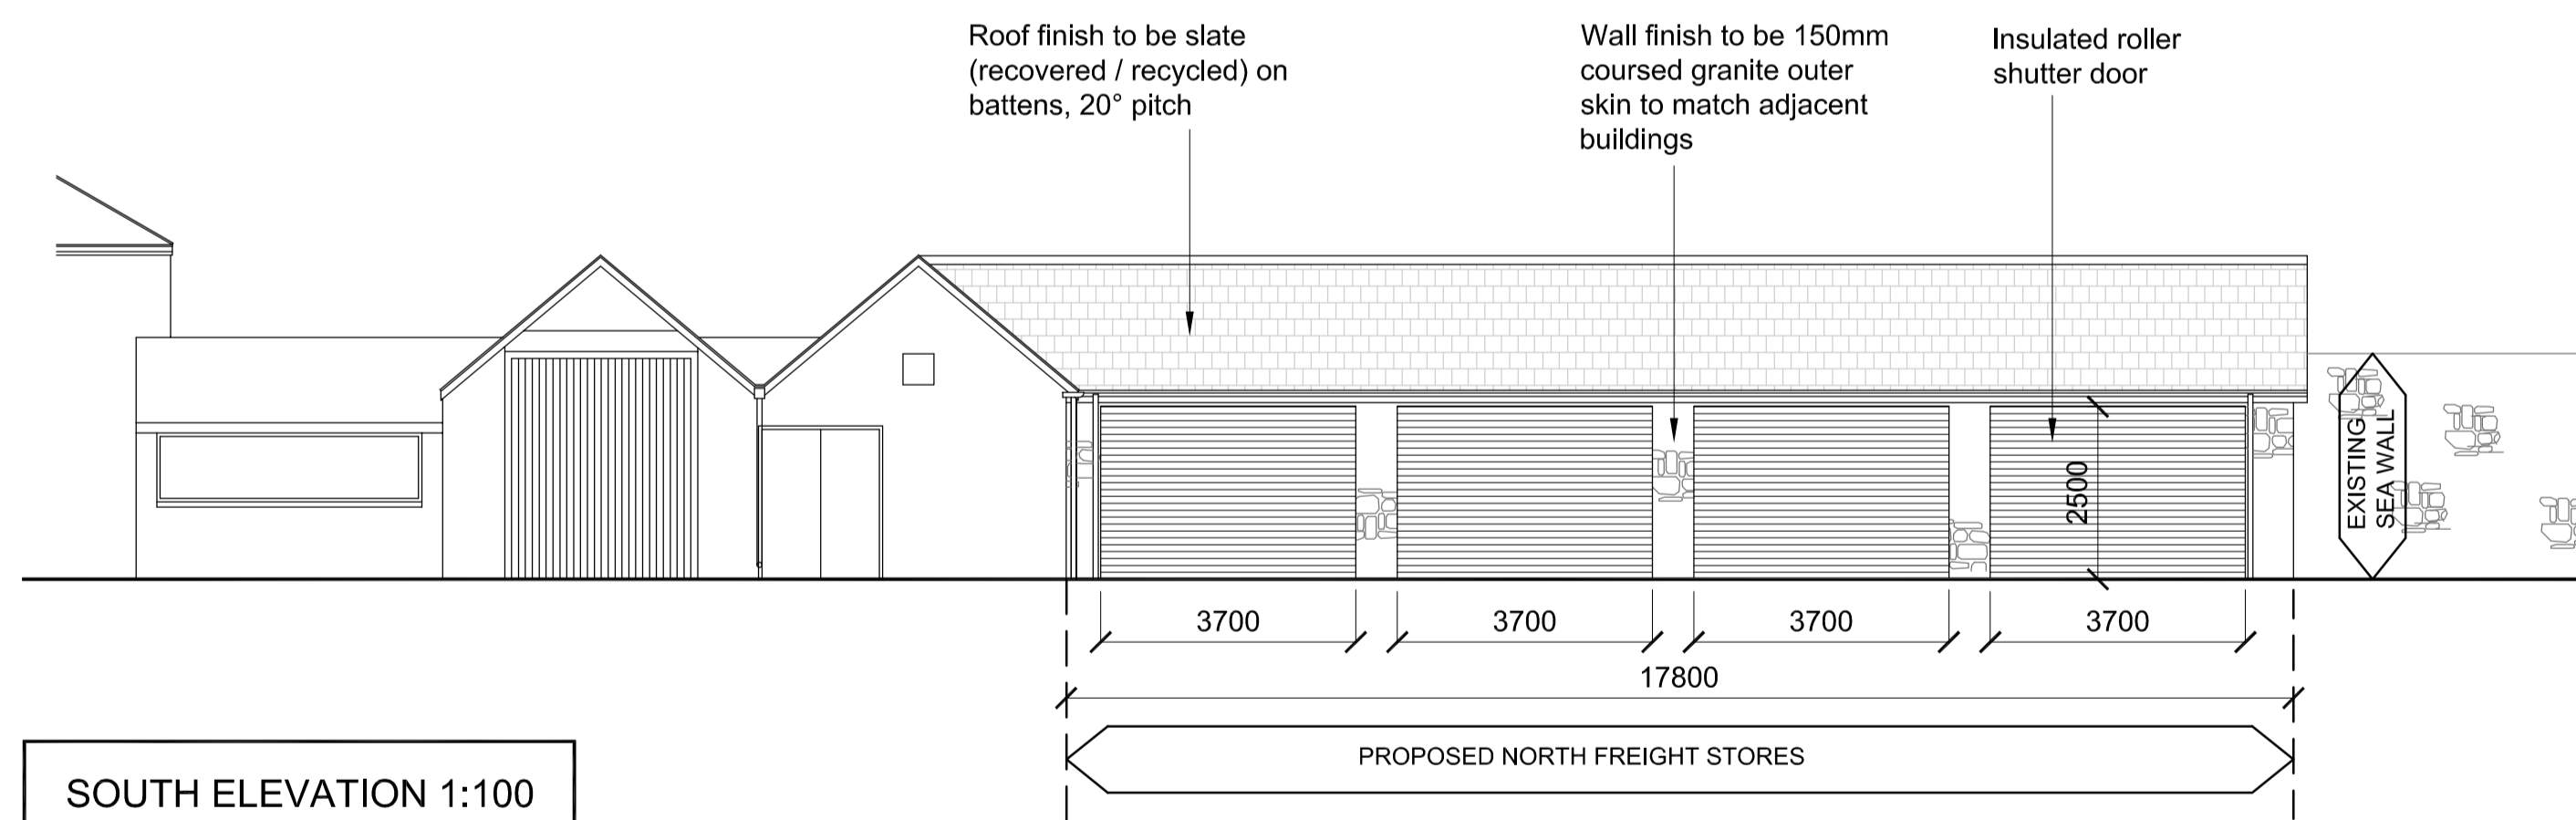 Roof finish to be slate
(recovered / recycled) on
battens, 20° pitch
Wall finish to be 150mm
coursed granite outer
skin to match adjacent
buildings
Insulated roller
shutter door
EXISTING
SEA WALL
2500
3700
3700
3700
3700
17800
PROPOSED NORTH FREIGHT STORES
SOUTH ELEVATION 1:100